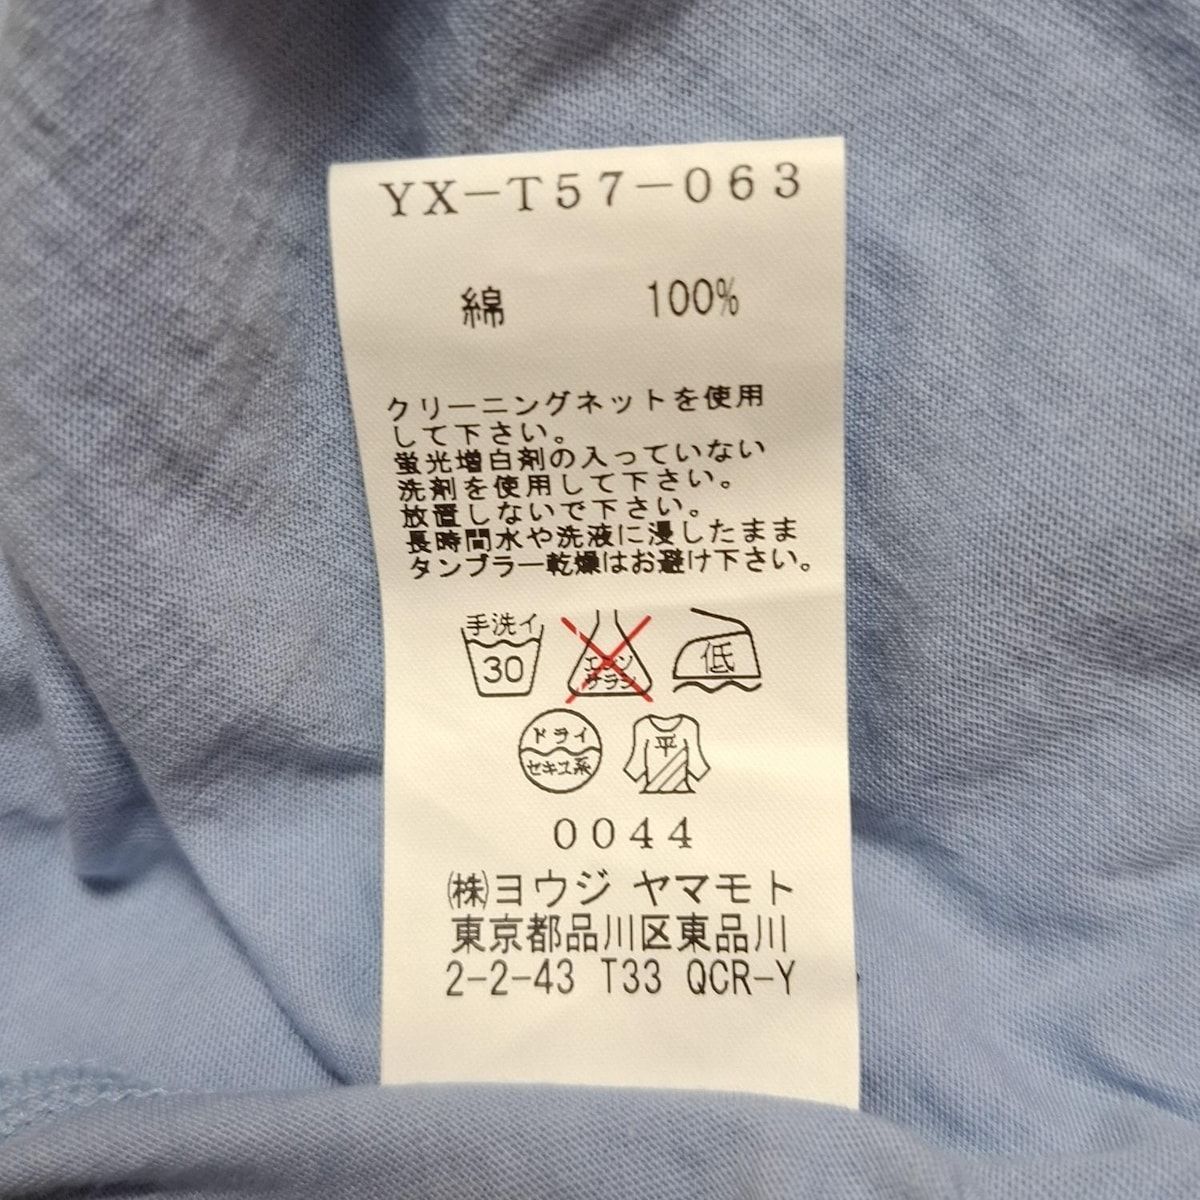 YX-T57-063
綿 100%
クリーニングネットを使用
して下さい。
蛍光増白剤の入っていない
洗剤を使用して下さい。
放置しないで下さい。
長時間水や洗液に浸したまま
タンブラー乾燥はお避け下さい。
手洗イ
30
エンソ
サラシ
低
ドライ
セキユ系
平
0044
㈱ヨウジ ヤマモト
東京都品川区東品川
2-2-43 T33 QCR-Y